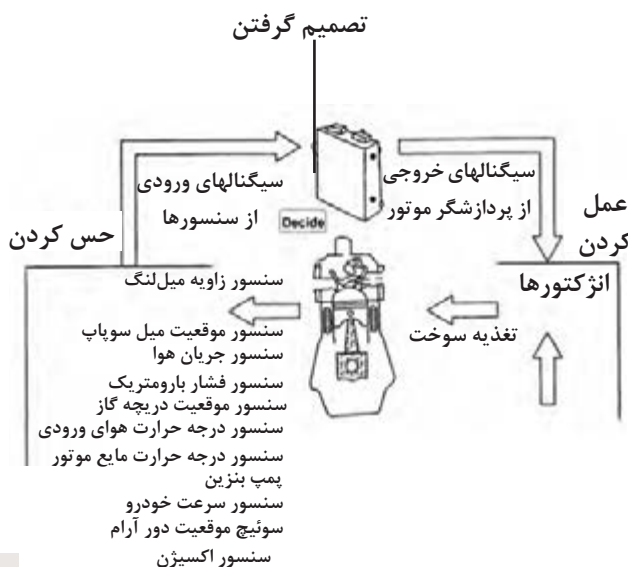 تصمیم گرفتن
سیگنالهای ورودی
از سنسورها
سیگنالهای خروجی
از پردازشگر موتور
Decide
حس کردن
عمل
کردن
انژکتورها
تغذیه سوخت
سنسور زاویه میل‌لنگ
سنسور موقعیت میل سوپاپ
سنسور جریان هوا
سنسور فشار بارومتریک
سنسور موقعیت دریچه گاز
سنسور درجه حرارت هوای ورودی
سنسور درجه حرارت مایع موتور
پمپ بنزین
سنسور سرعت خودرو
سوئیچ موقعیت دور آرام
سنسور اکسیژن